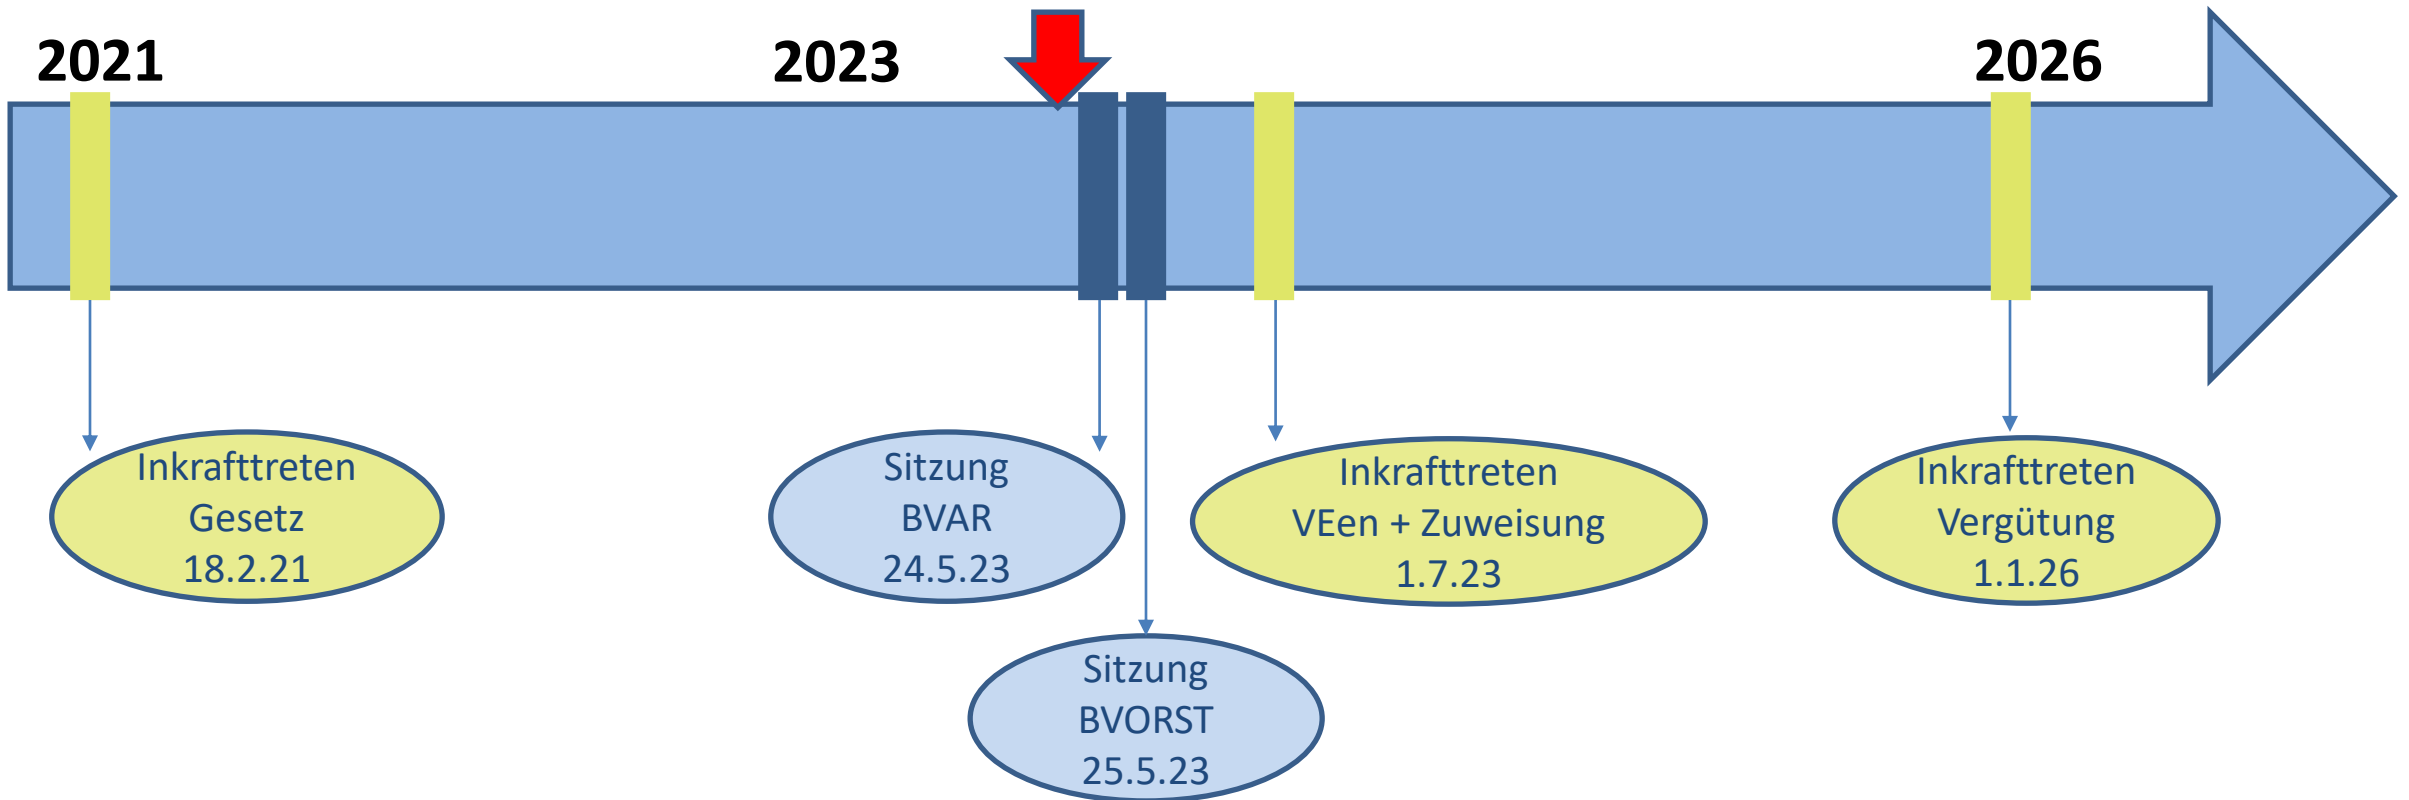 2021
2023
2026
Inkrafttreten
Gesetz
18.2.21
Sitzung
BVAR
24.5.23
Sitzung
BVORST
25.5.23
Inkrafttreten
VEen + Zuweisung
1.7.23
Inkrafttreten
Vergütung
1.1.26